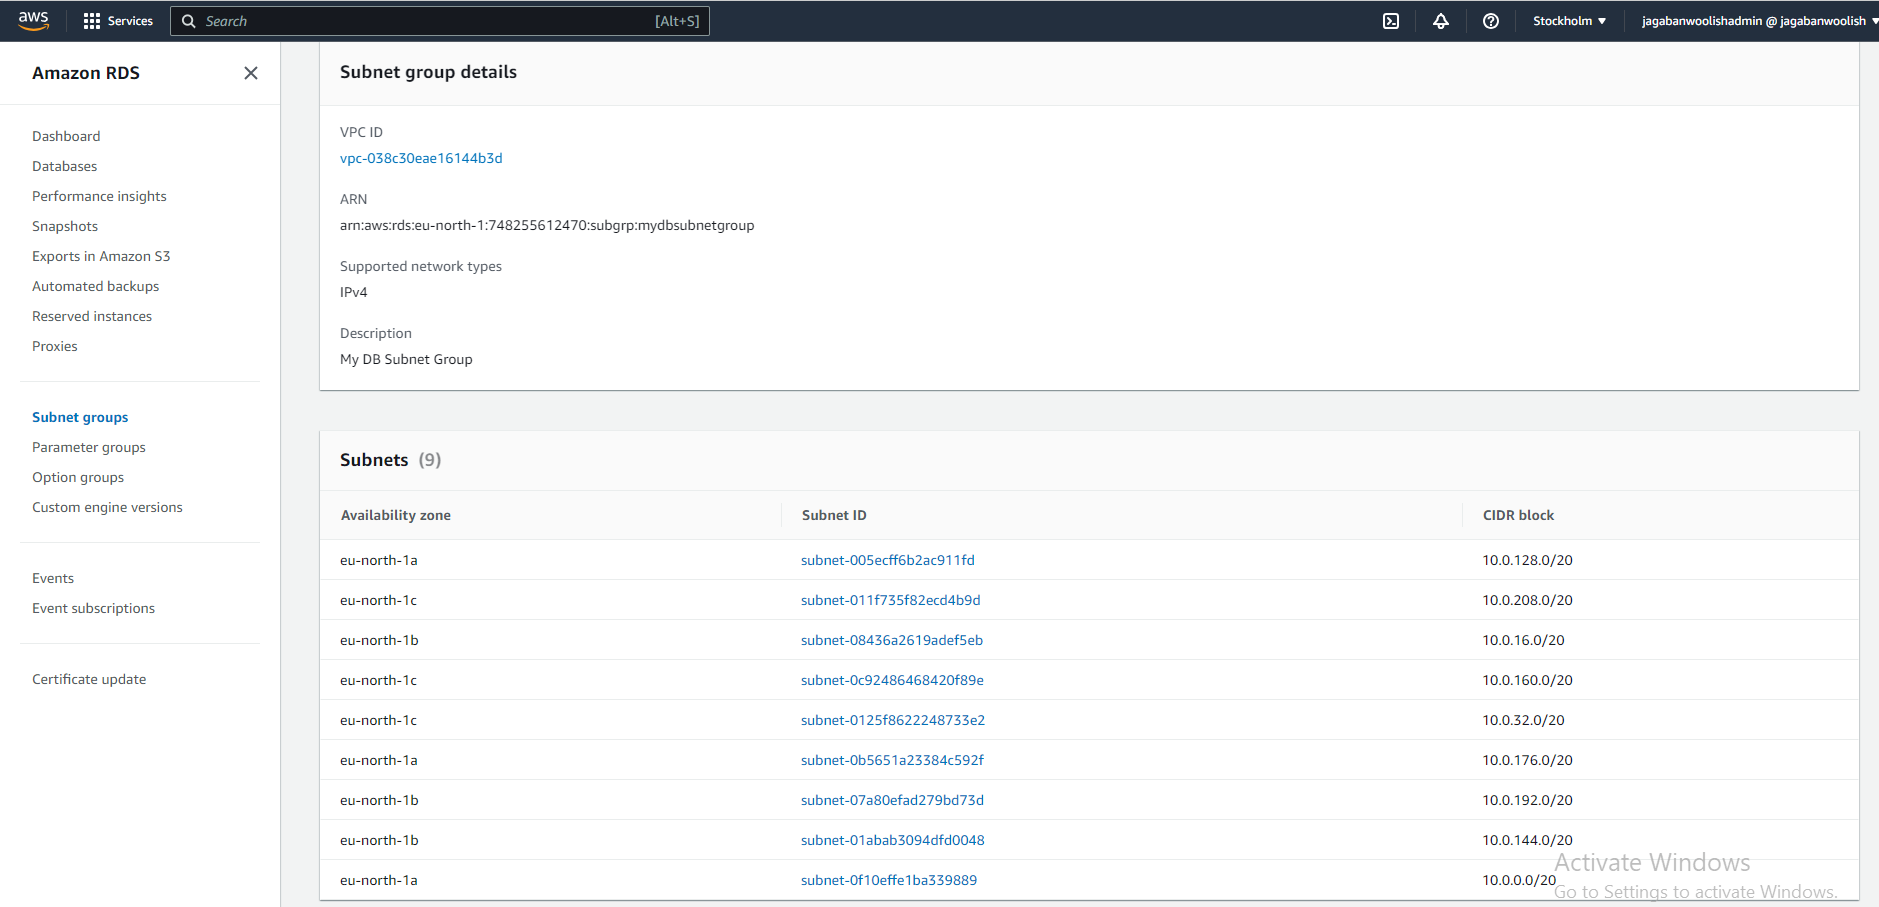 aws Services Search [Alt+S] Stockholm ▼ jagabanwoolishadmin @ jagabanwoolish ▼
Amazon RDS
Dashboard
Databases
Performance insights
Snapshots
Exports in Amazon S3
Automated backups
Reserved instances
Proxies
Subnet groups
Parameter groups
Option groups
Custom engine versions
Events
Event subscriptions
Certificate update
Subnet group details
VPC ID
vpc-038c30eae16144b3d
ARN
arn:aws:rds:eu-north-1:748255612470:subgrp:mydbsubnetgroup
Supported network types
IPv4
Description
My DB Subnet Group
Subnets (9)
Availability zone Subnet ID CIDR block
eu-north-1a subnet-005ecff6b2ac911fd 10.0.128.0/20
eu-north-1c subnet-011f735f82ecd4b9d 10.0.208.0/20
eu-north-1b subnet-08436a2619adef5eb 10.0.16.0/20
eu-north-1c subnet-0c92486468420f89e 10.0.160.0/20
eu-north-1c subnet-0125f8622248733e2 10.0.32.0/20
eu-north-1a subnet-0b5651a23384c592f 10.0.176.0/20
eu-north-1b subnet-07a80efad279bd73d 10.0.192.0/20
eu-north-1b subnet-01abab3094dfd0048 10.0.144.0/20
eu-north-1a subnet-0f10effe1ba339889 10.0.0.0/20
Activate Windows
Go to Settings to activate Windows.